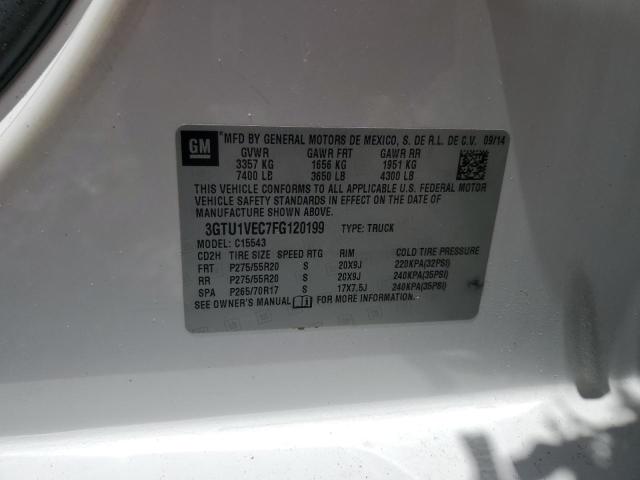 GM *MFD BY GENERAL MOTORS DE MEXICO, S. DE R.L. DE C.V. 09/14
GVWR GAWR FRT GAWR RR
3357 KG 1656 KG 1951 KG
7400 LB 3650 LB 4300 LB
THIS VEHICLE CONFORMS TO ALL APPLICABLE U.S. FEDERAL MOTOR
VEHICLE SAFETY STANDARDS IN EFFECT ON THE DATE OF
MANUFACTURE SHOWN ABOVE.
3GTU1VEC7FG120199 TYPE: TRUCK
MODEL: C15543
CD2H TIRE SIZE SPEED RTG RIM COLD TIRE PRESSURE
FRT P275/55R20 S 20X9J 220KPA(32PSI)
RR P275/55R20 S 20X9J 240KPA(35PSI)
SPA P265/70R17 S 17X7.5J 240KPA(35PSI)
SEE OWNER'S MANUAL FOR MORE INFORMATION.